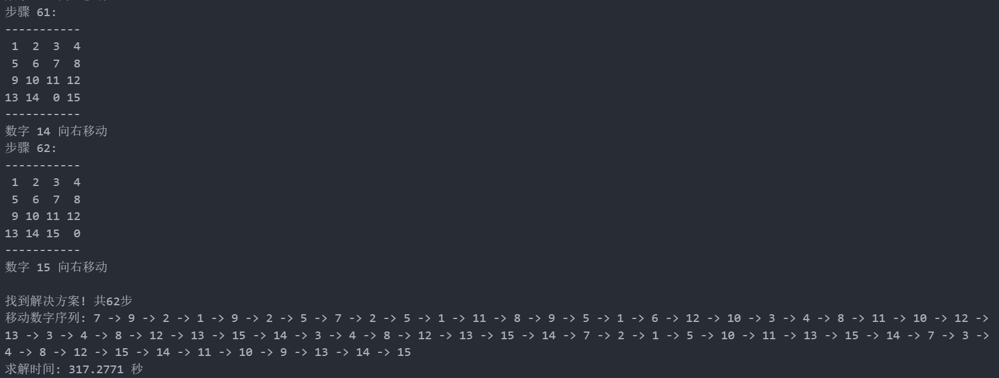 步骤 61:
-----------
 1  2  3  4
 5  6  7  8
 9 10 11 12
13 14  0 15
-----------
数字 14 向右移动
步骤 62:
-----------
 1  2  3  4
 5  6  7  8
 9 10 11 12
13 14 15  0
-----------
数字 15 向右移动
找到解决方案! 共62步
移动数字序列: 7 -> 9 -> 2 -> 1 -> 9 -> 2 -> 5 -> 7 -> 2 -> 5 -> 1 -> 11 -> 8 -> 9 -> 5 -> 1 -> 6 -> 12 -> 10 -> 3 -> 4 -> 8 -> 11 -> 10 -> 12 ->
13 -> 3 -> 4 -> 8 -> 12 -> 13 -> 15 -> 14 -> 3 -> 4 -> 8 -> 12 -> 13 -> 15 -> 14 -> 7 -> 2 -> 1 -> 5 -> 10 -> 11 -> 13 -> 15 -> 14 -> 7 -> 3 ->
4 -> 8 -> 12 -> 15 -> 14 -> 11 -> 10 -> 9 -> 13 -> 14 -> 15
求解时间: 317.2771 秒